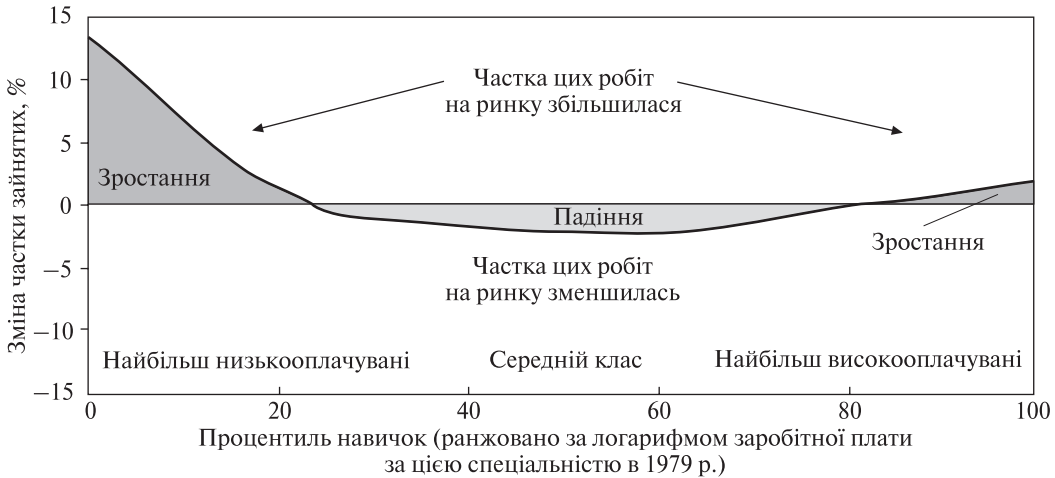 Зміна частки зайнятих, %
15
10
5
0
−5
−10
−15
Частка цих робіт
на ринку збільшилася
Зростання
Падіння
Зростання
Частка цих робіт
на ринку зменшилась
Найбільш низькооплачувані
Середній клас
Найбільш високооплачувані
0
20
40
60
80
100
Процентиль навичок (ранжовано за логарифмом заробітної плати
за цією спеціальністю в 1979 р.)